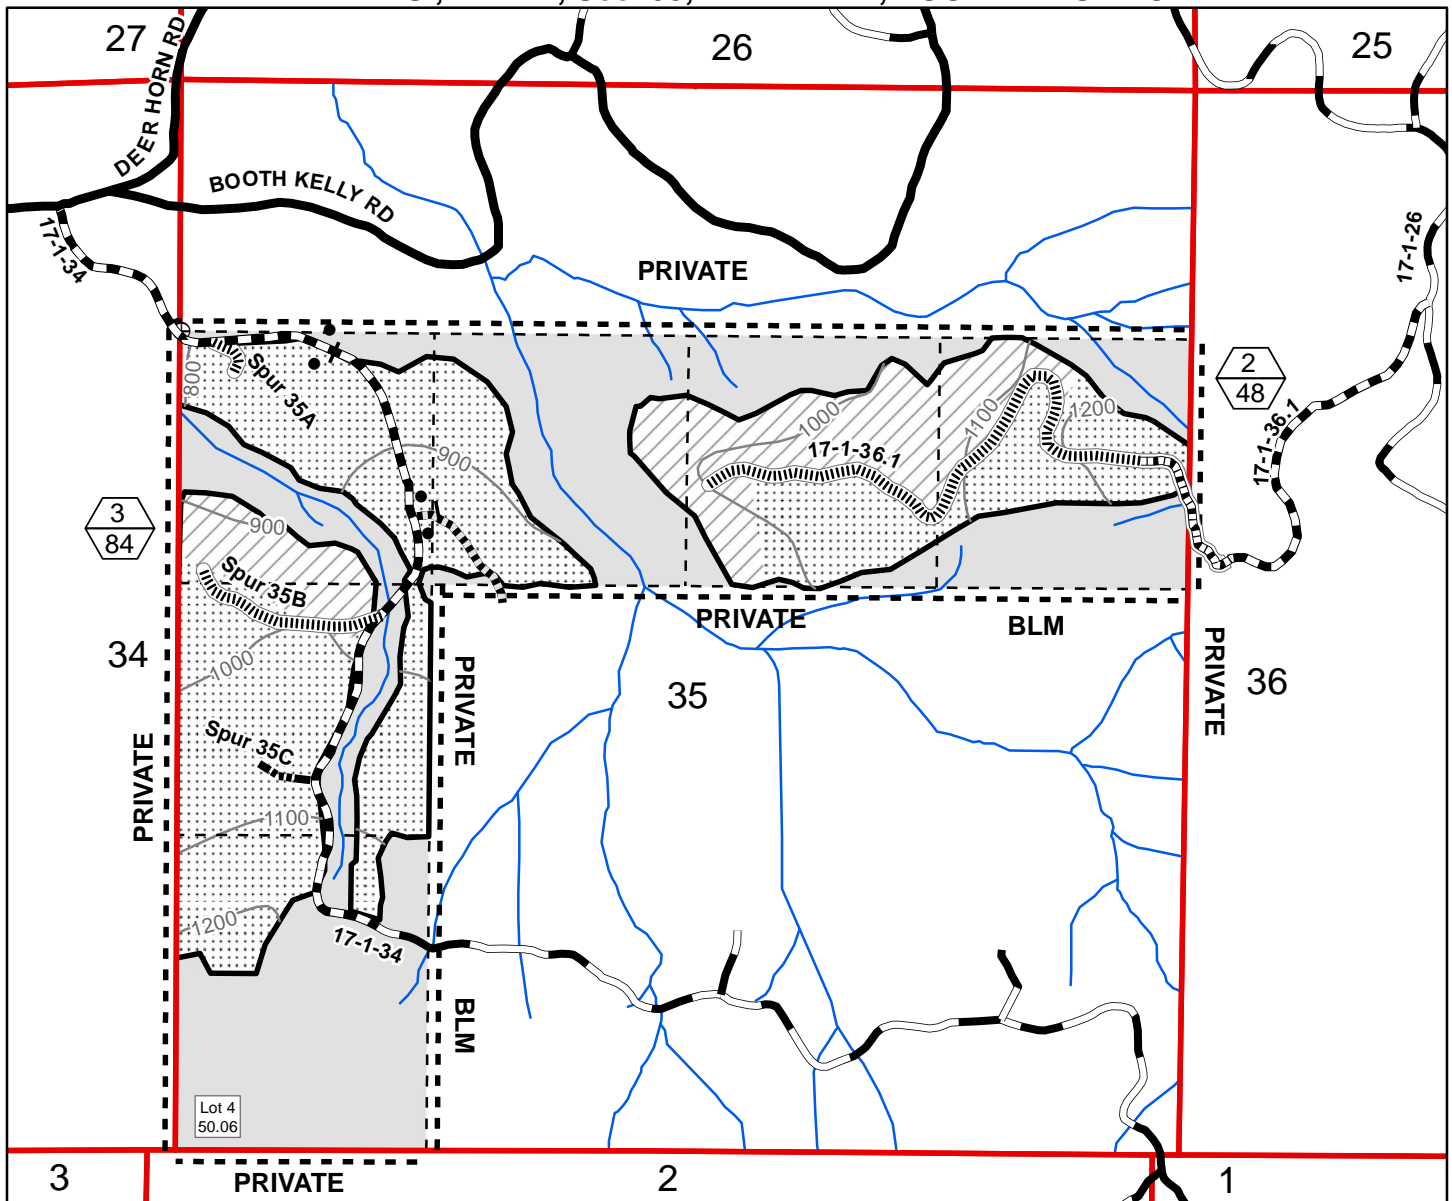 27
26
25
DEER HORN RD
BOOTH KELLY RD
17-1-34
17-1-26
PRIVATE
800
Spur 35A
2
48
1000
1100
1200
17-1-36.1
17-1-36.1
900
3
84
900
Spur 35B
PRIVATE
BLM
34
1000
PRIVATE
35
PRIVATE
36
Spur 35C
PRIVATE
1100
1200
17-1-34
BLM
Lot 4
50.06
3
PRIVATE
2
1